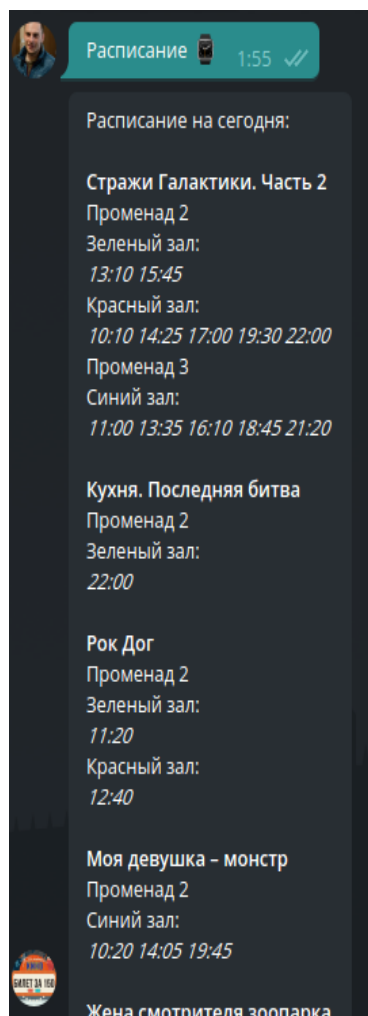 Расписание ⌚ 1:55
Расписание на сегодня:
Стражи Галактики. Часть 2
Променад 2
Зеленый зал:
13:10 15:45
Красный зал:
10:10 14:25 17:00 19:30 22:00
Променад 3
Синий зал:
11:00 13:35 16:10 18:45 21:20
Кухня. Последняя битва
Променад 2
Зеленый зал:
22:00
Рок Дог
Променад 2
Зеленый зал:
11:20
Красный зал:
12:40
Моя девушка – монстр
Променад 2
Синий зал:
10:20 14:05 19:45
КИНО
БИЛЕТ ЗА 150
Жена смотрителя зоопарка